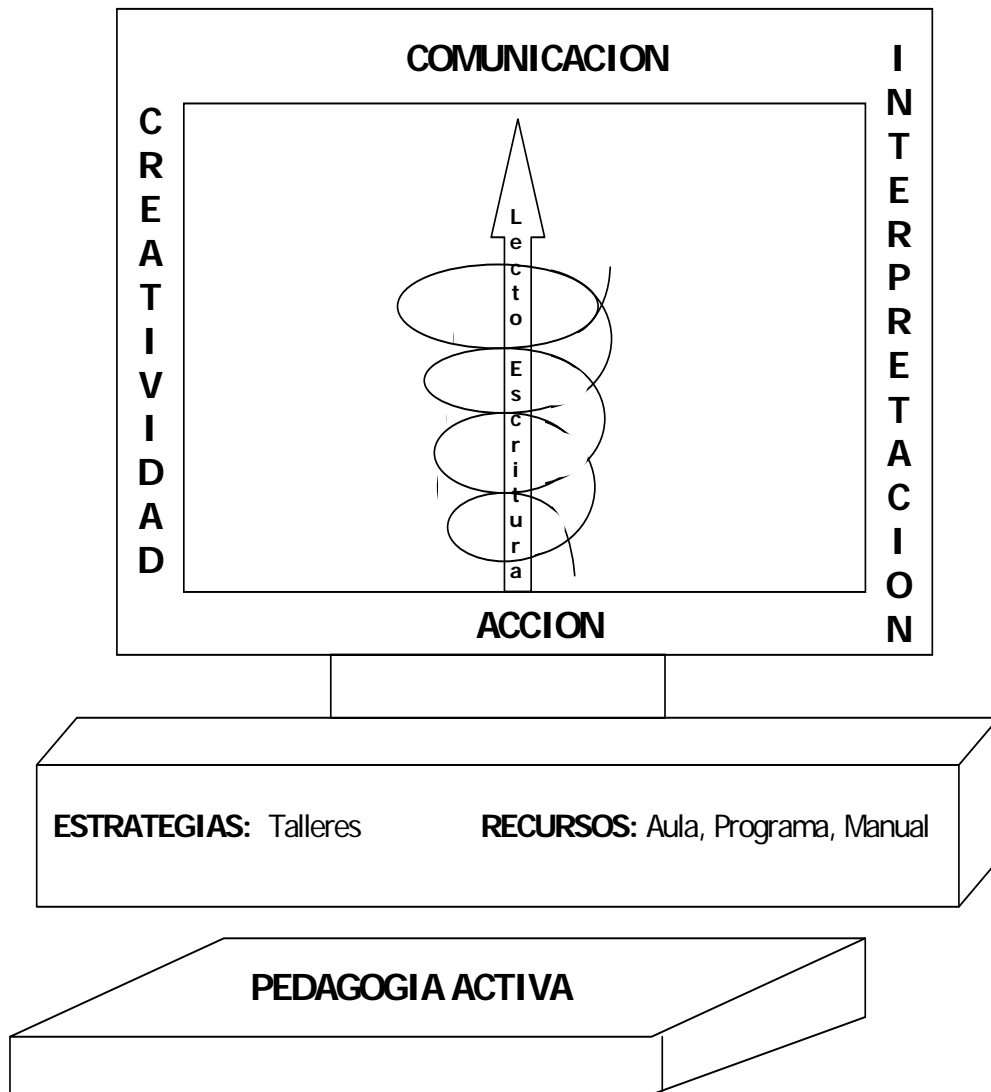 COMUNICACION
CREATIVIDAD
INTERPRETACION
Lecto Escritura
ACCION
ESTRATEGIAS: Talleres
RECURSOS: Aula, Programa, Manual
PEDAGOGIA ACTIVA